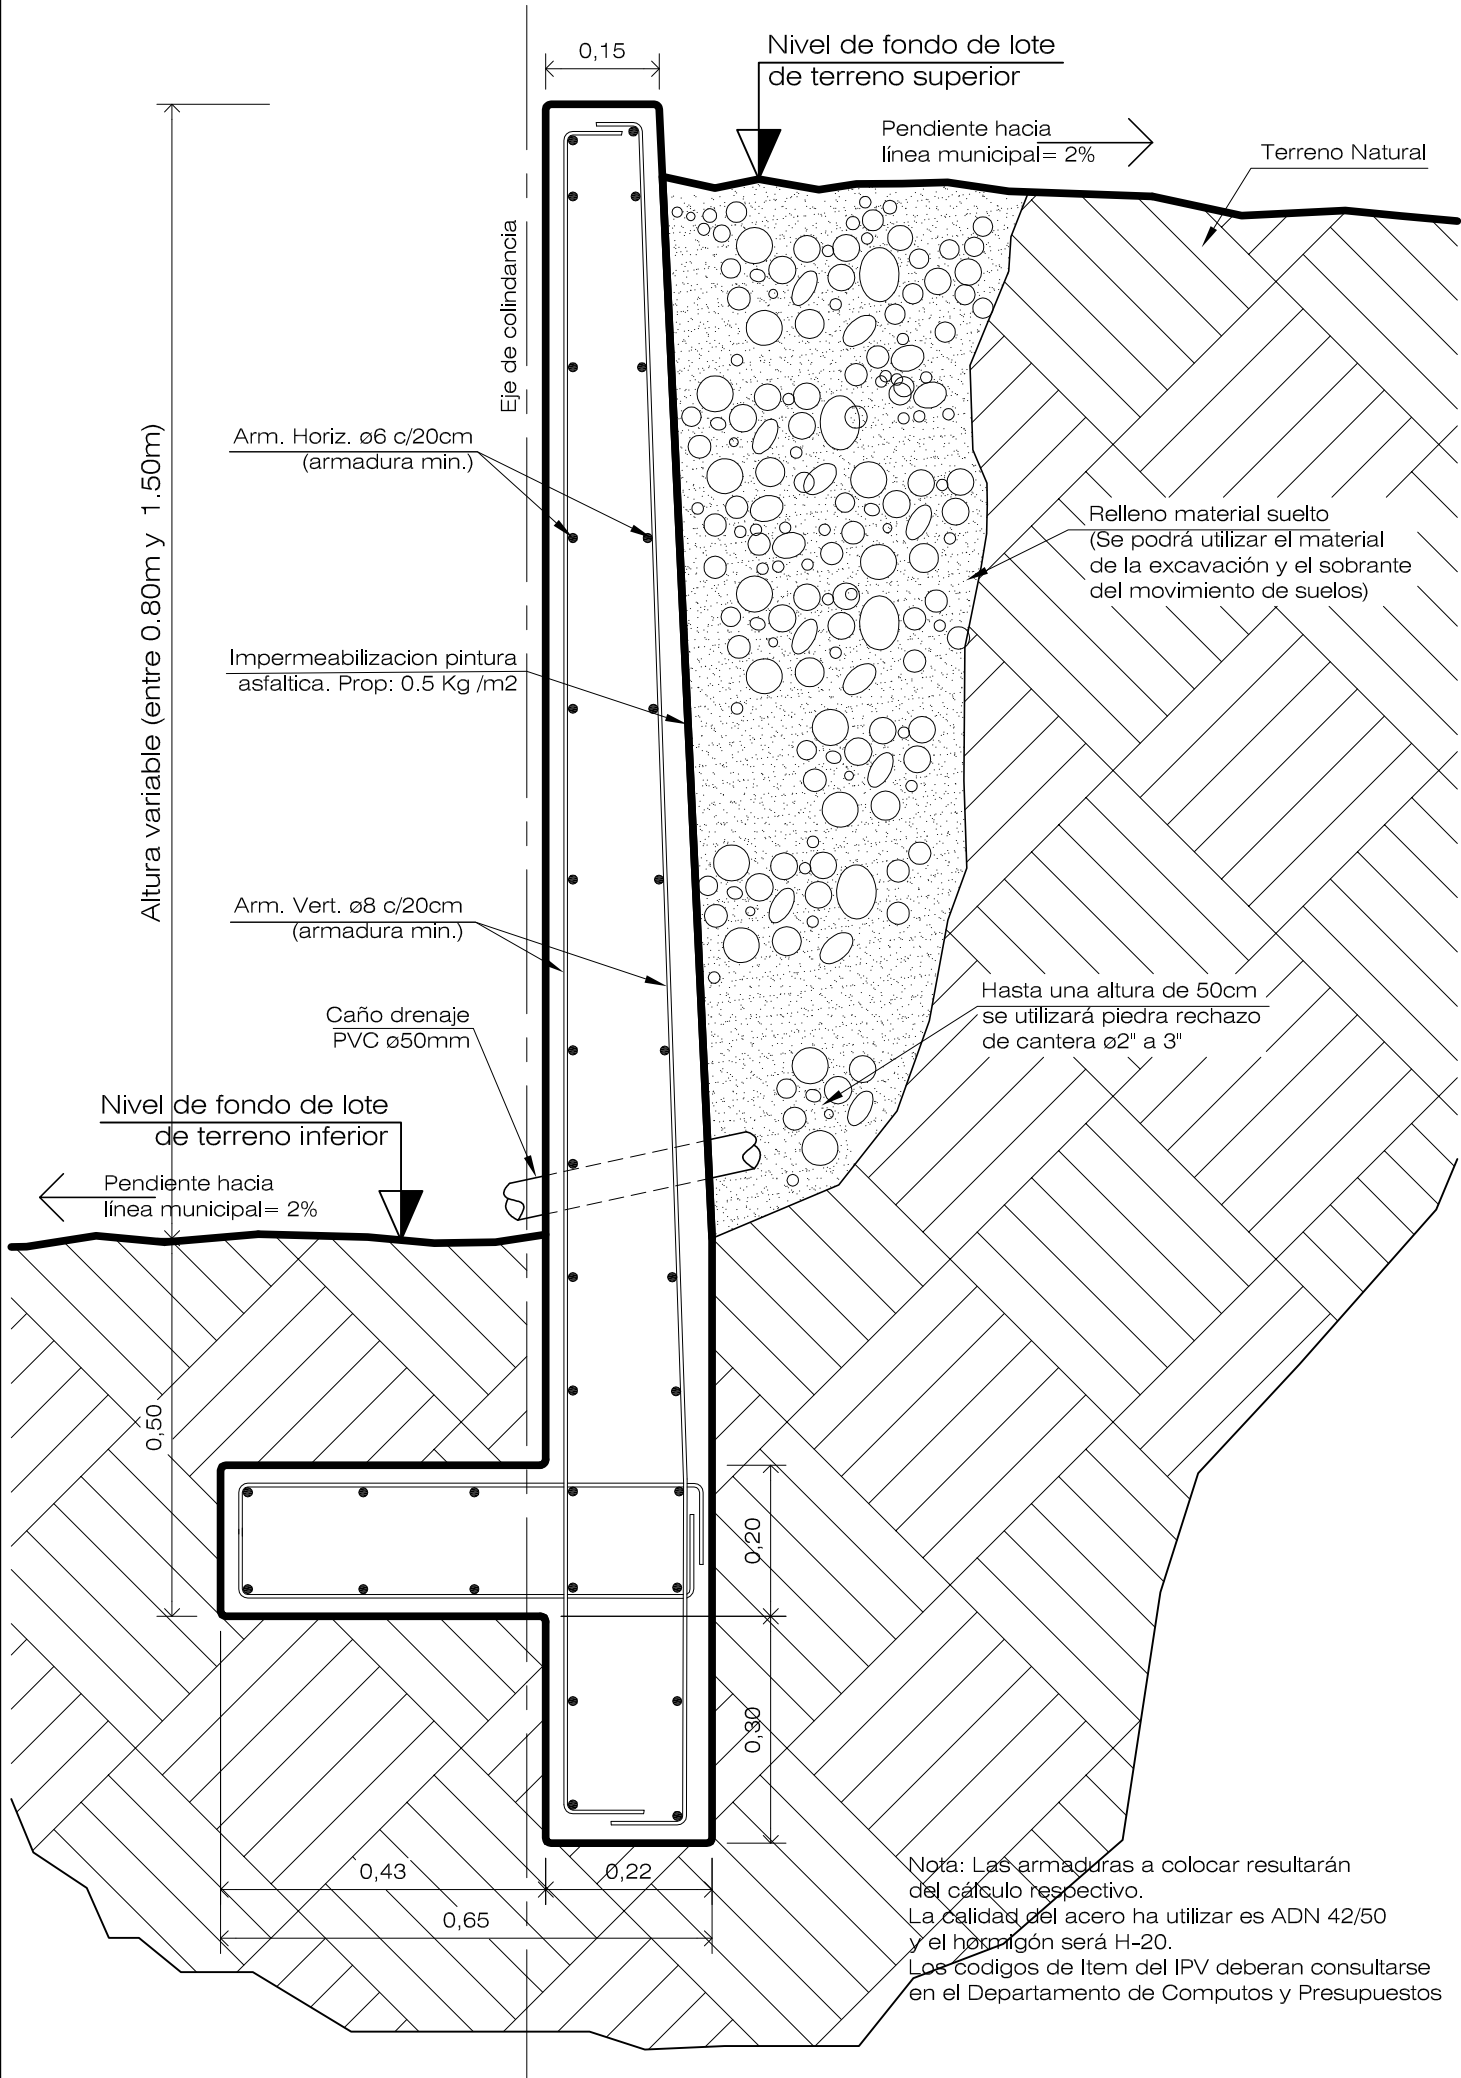 0,15
Nivel de fondo de lote
de terreno superior
Pendiente hacia
línea municipal= 2%
Terreno Natural
Eje de colindancia
Altura variable (entre 0.80m y 1.50m)
Arm. Horiz. ø6 c/20cm
(armadura min.)
Relleno material suelto
(Se podrá utilizar el material
de la excavación y el sobrante
del movimiento de suelos)
Impermeabilizacion pintura
asfaltica. Prop: 0.5 Kg /m2
Arm. Vert. ø8 c/20cm
(armadura min.)
Hasta una altura de 50cm
se utilizará piedra rechazo
de cantera ø2" a 3"
Caño drenaje
PVC ø50mm
Nivel de fondo de lote
de terreno inferior
Pendiente hacia
línea municipal= 2%
0,50
0,20
0,30
0,43
0,22
0,65
Nota: Las armaduras a colocar resultarán
del cálculo respectivo.
La calidad del acero ha utilizar es ADN 42/50
y el hormigón será H-20.
Los codigos de Item del IPV deberan consultarse
en el Departamento de Computos y Presupuestos